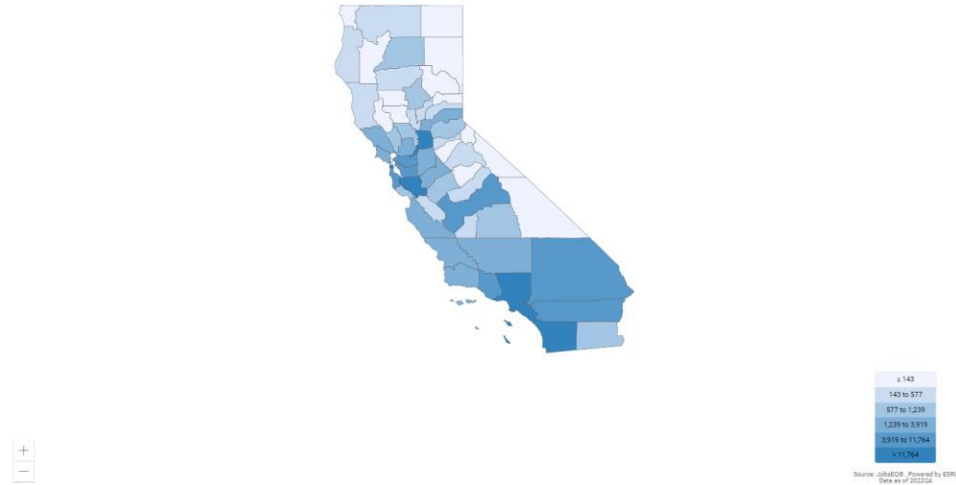 ≤ 143
143 to 577
577 to 1,239
1,239 to 3,919
3,919 to 11,764
> 11,764
+
−
Source: JobsEQ®, Powered by ESRI
Data as of 2022Q4